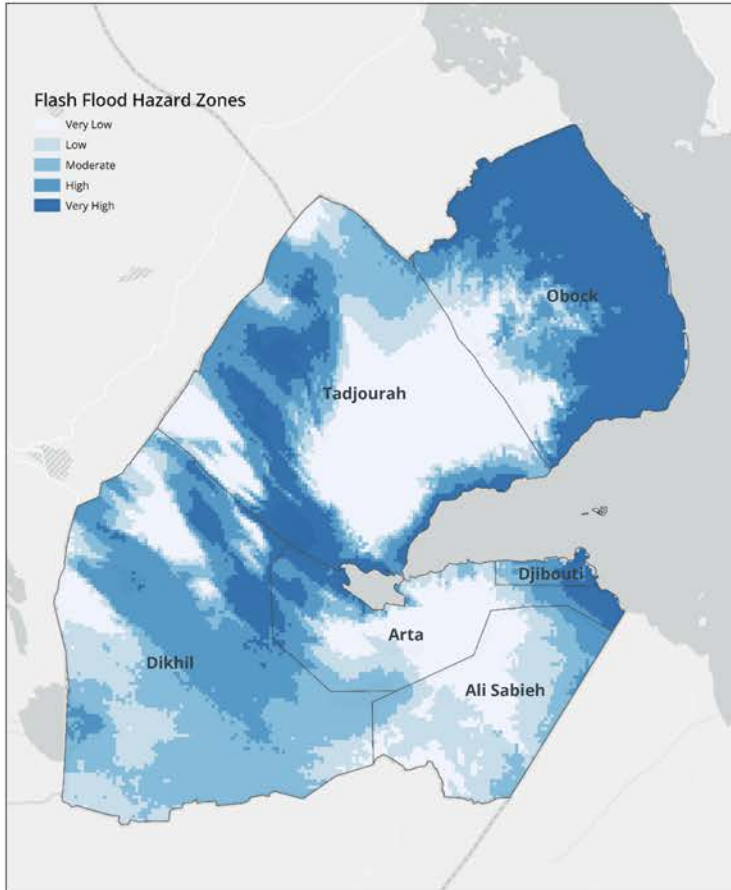 Flash Flood Hazard Zones
Very Low
Low
Moderate
High
Very High
Obock
Tadjourah
Djibouti
Arta
Dikhil
Ali Sabieh